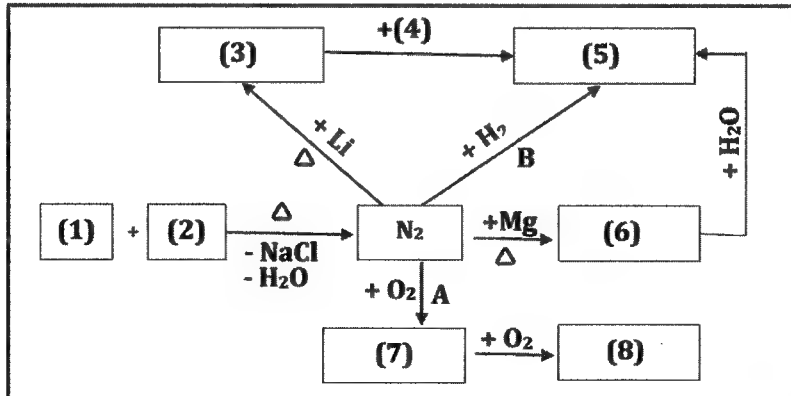 +(4)
(3)
(5)
+ Li
Δ
+ H₂
B
+ H₂O
(1) + (2)
Δ
- NaCl
- H₂O
N₂
+Mg
Δ
(6)
+ O₂ A
(7)
+ O₂
(8)